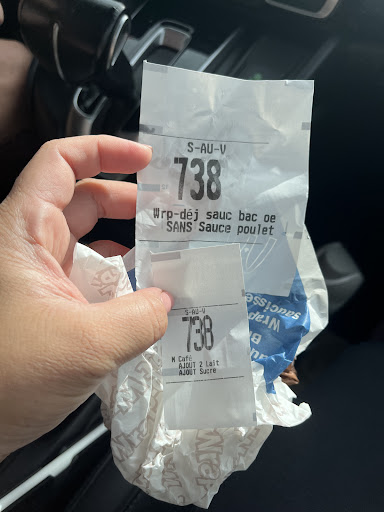 S-AU-V
738
Wrp-déj sauc bac oe
SANS Sauce poulet
S-AU-V
738
M Café
AJOUT 2 Lait
AJOUT Sucre
Wrap
saucisse